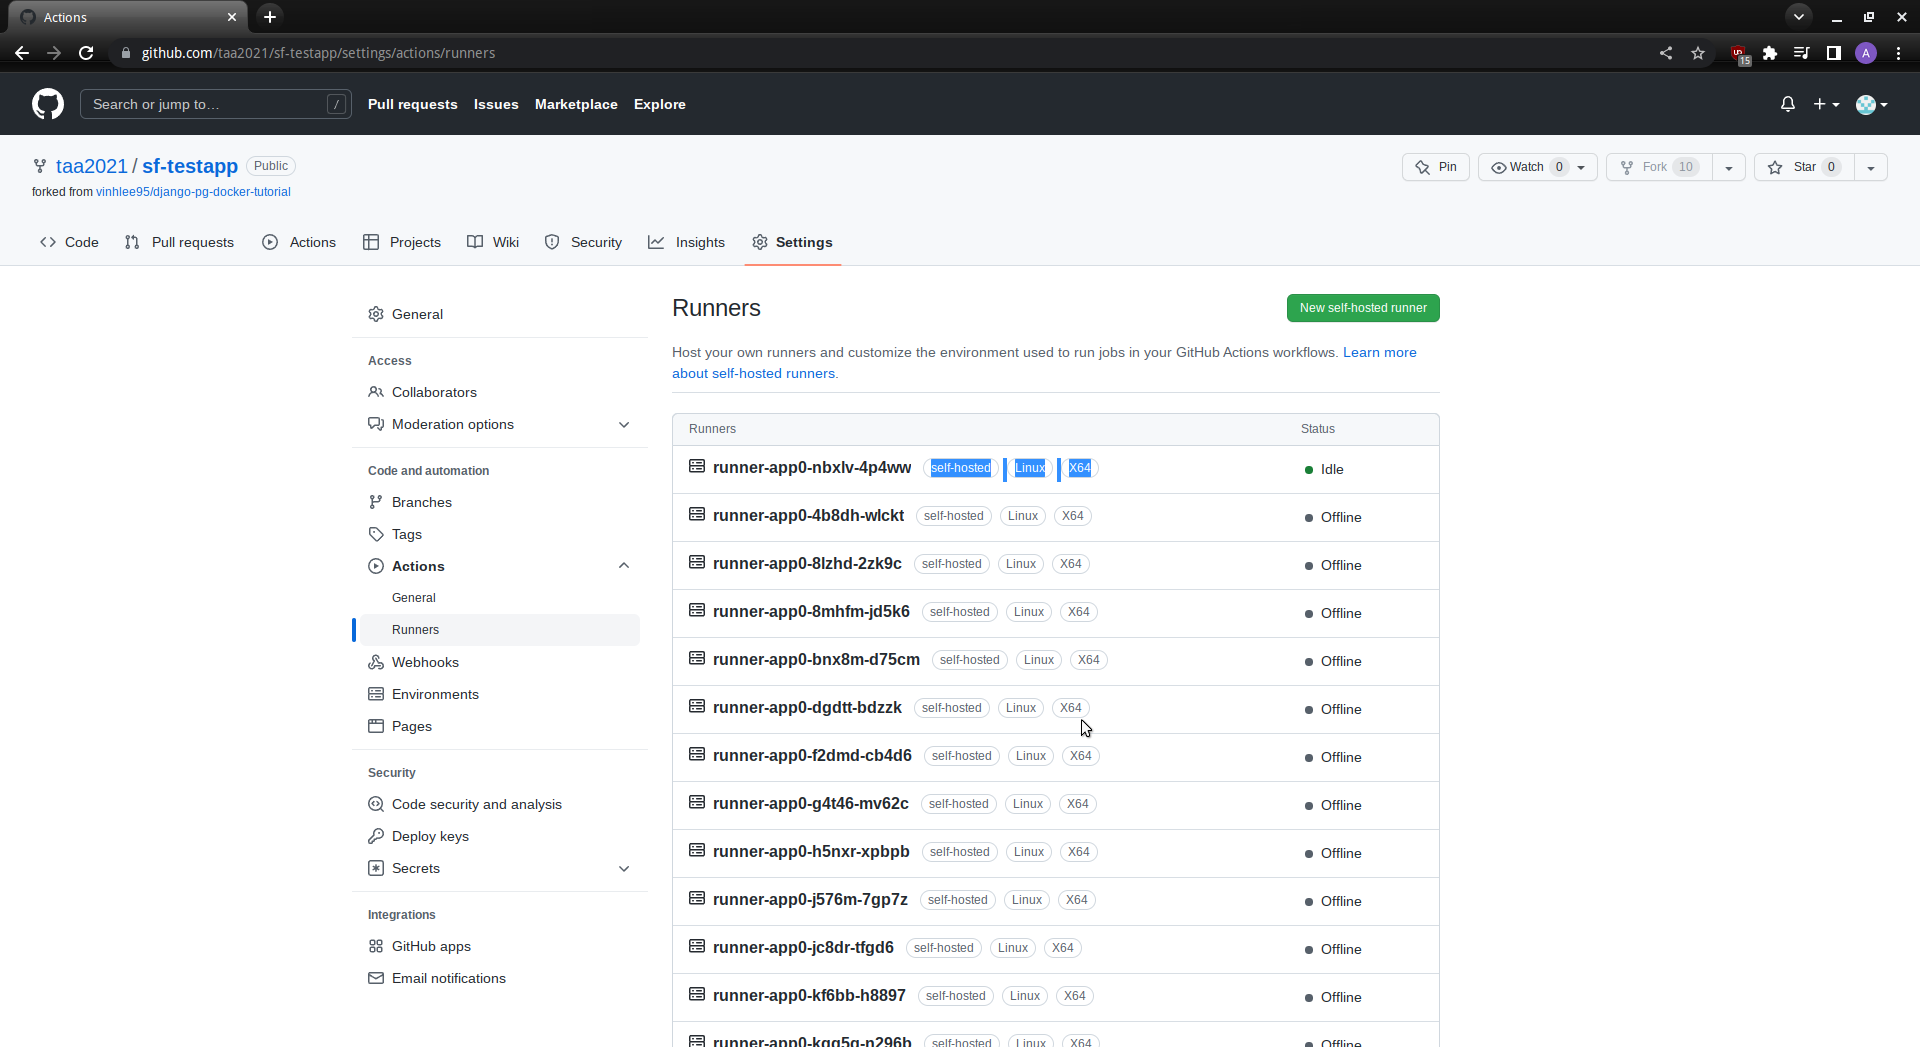 Actions
github.com/taa2021/sf-testapp/settings/actions/runners
15
A
Search or jump to… /
Pull requests Issues Marketplace Explore
taa2021 / sf-testapp Public
Pin Watch 0 Fork 10 Star 0
forked from vinhlee95/django-pg-docker-tutorial
Code Pull requests Actions Projects Wiki Security Insights Settings
General
Access
Collaborators
Moderation options
Code and automation
Branches
Tags
Actions
General
Runners
Webhooks
Environments
Pages
Security
Code security and analysis
Deploy keys
Secrets
Integrations
GitHub apps
Email notifications
Runners
New self-hosted runner
Host your own runners and customize the environment used to run jobs in your GitHub Actions workflows. Learn more
about self-hosted runners.
Runners Status
runner-app0-nbxlv-4p4ww self-hosted Linux X64 Idle
runner-app0-4b8dh-wlckt self-hosted Linux X64 Offline
runner-app0-8lzhd-2zk9c self-hosted Linux X64 Offline
runner-app0-8mhfm-jd5k6 self-hosted Linux X64 Offline
runner-app0-bnx8m-d75cm self-hosted Linux X64 Offline
runner-app0-dgdtt-bdzzk self-hosted Linux X64 Offline
runner-app0-f2dmd-cb4d6 self-hosted Linux X64 Offline
runner-app0-g4t46-mv62c self-hosted Linux X64 Offline
runner-app0-h5nxr-xpbpb self-hosted Linux X64 Offline
runner-app0-j576m-7gp7z self-hosted Linux X64 Offline
runner-app0-jc8dr-tfgd6 self-hosted Linux X64 Offline
runner-app0-kf6bb-h8897 self-hosted Linux X64 Offline
self-hosted Linux X64 Offline